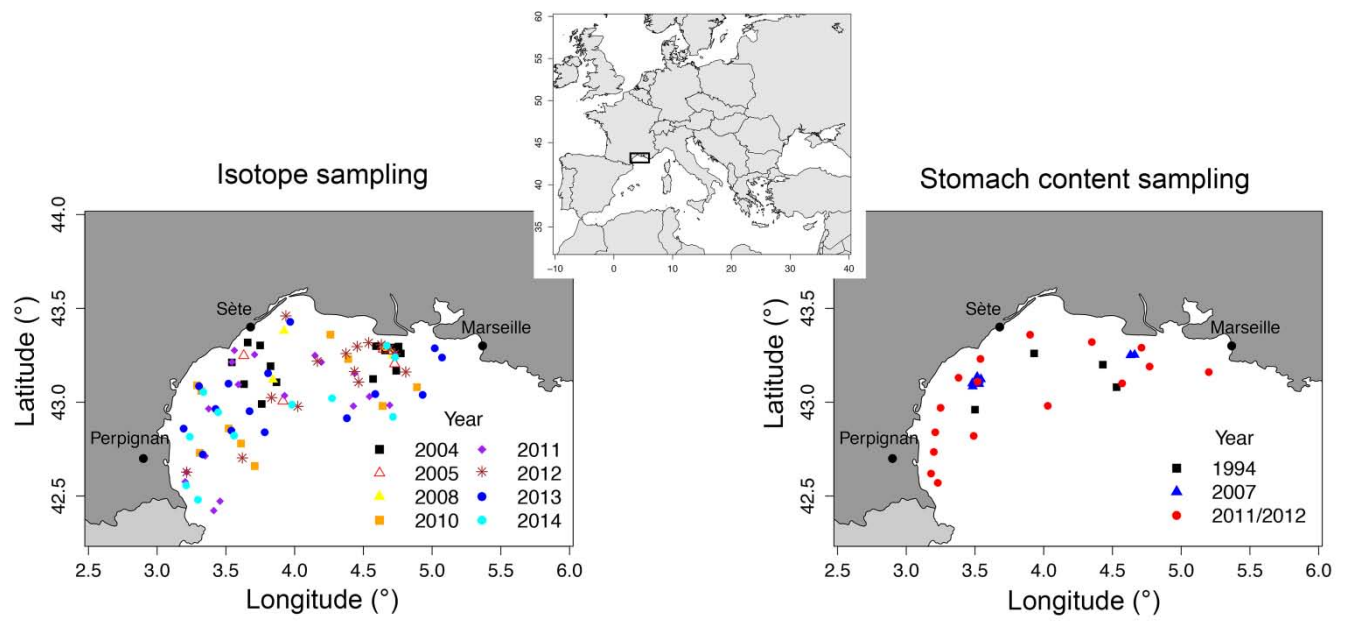 60
55
50
45
40
35
−10 0 10 20 30 40
Isotope sampling
Stomach content sampling
44.0
43.5
43.0
42.5
Latitude (°)
Sète
Marseille
Perpignan
Year
2004 2011
2005 2012
2008 2013
2010 2014
2.5 3.0 3.5 4.0 4.5 5.0 5.5 6.0
Longitude (°)
44.0
43.5
43.0
42.5
Latitude (°)
Sète
Marseille
Perpignan
Year
1994
2007
2011/2012
2.5 3.0 3.5 4.0 4.5 5.0 5.5 6.0
Longitude (°)